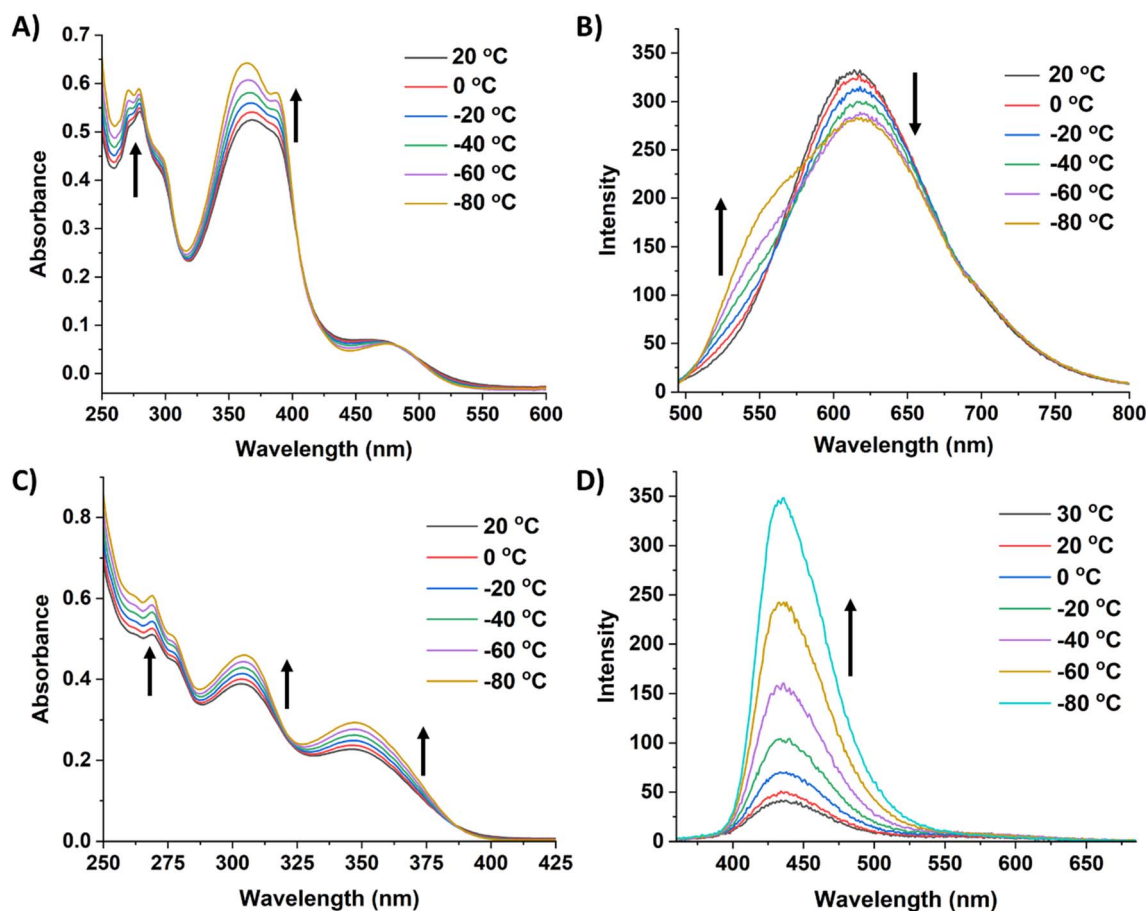 A)
0.7
0.6
0.5
0.4
0.3
0.2
0.1
0.0
Absorbance
250 300 350 400 450 500 550 600
Wavelength (nm)
20 °C
0 °C
-20 °C
-40 °C
-60 °C
-80 °C
B)
350
300
250
200
150
100
50
0
Intensity
500 550 600 650 700 750 800
Wavelength (nm)
20 °C
0 °C
-20 °C
-40 °C
-60 °C
-80 °C
C)
0.8
0.6
0.4
0.2
0.0
Absorbance
250 275 300 325 350 375 400 425
Wavelength (nm)
20 °C
0 °C
-20 °C
-40 °C
-60 °C
-80 °C
D)
350
300
250
200
150
100
50
0
Intensity
400 450 500 550 600 650
Wavelength (nm)
30 °C
20 °C
0 °C
-20 °C
-40 °C
-60 °C
-80 °C